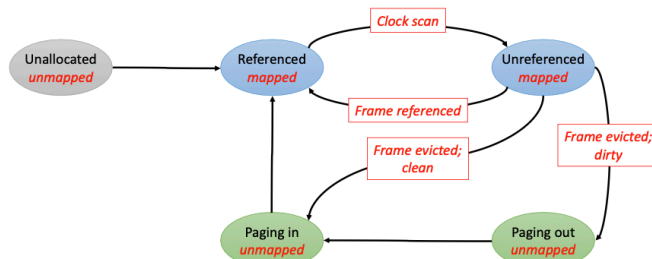 Clock scan
Unallocated
unmapped
Referenced
mapped
Unreferenced
mapped
Frame referenced
Frame evicted;
clean
Frame evicted;
dirty
Paging in
unmapped
Paging out
unmapped